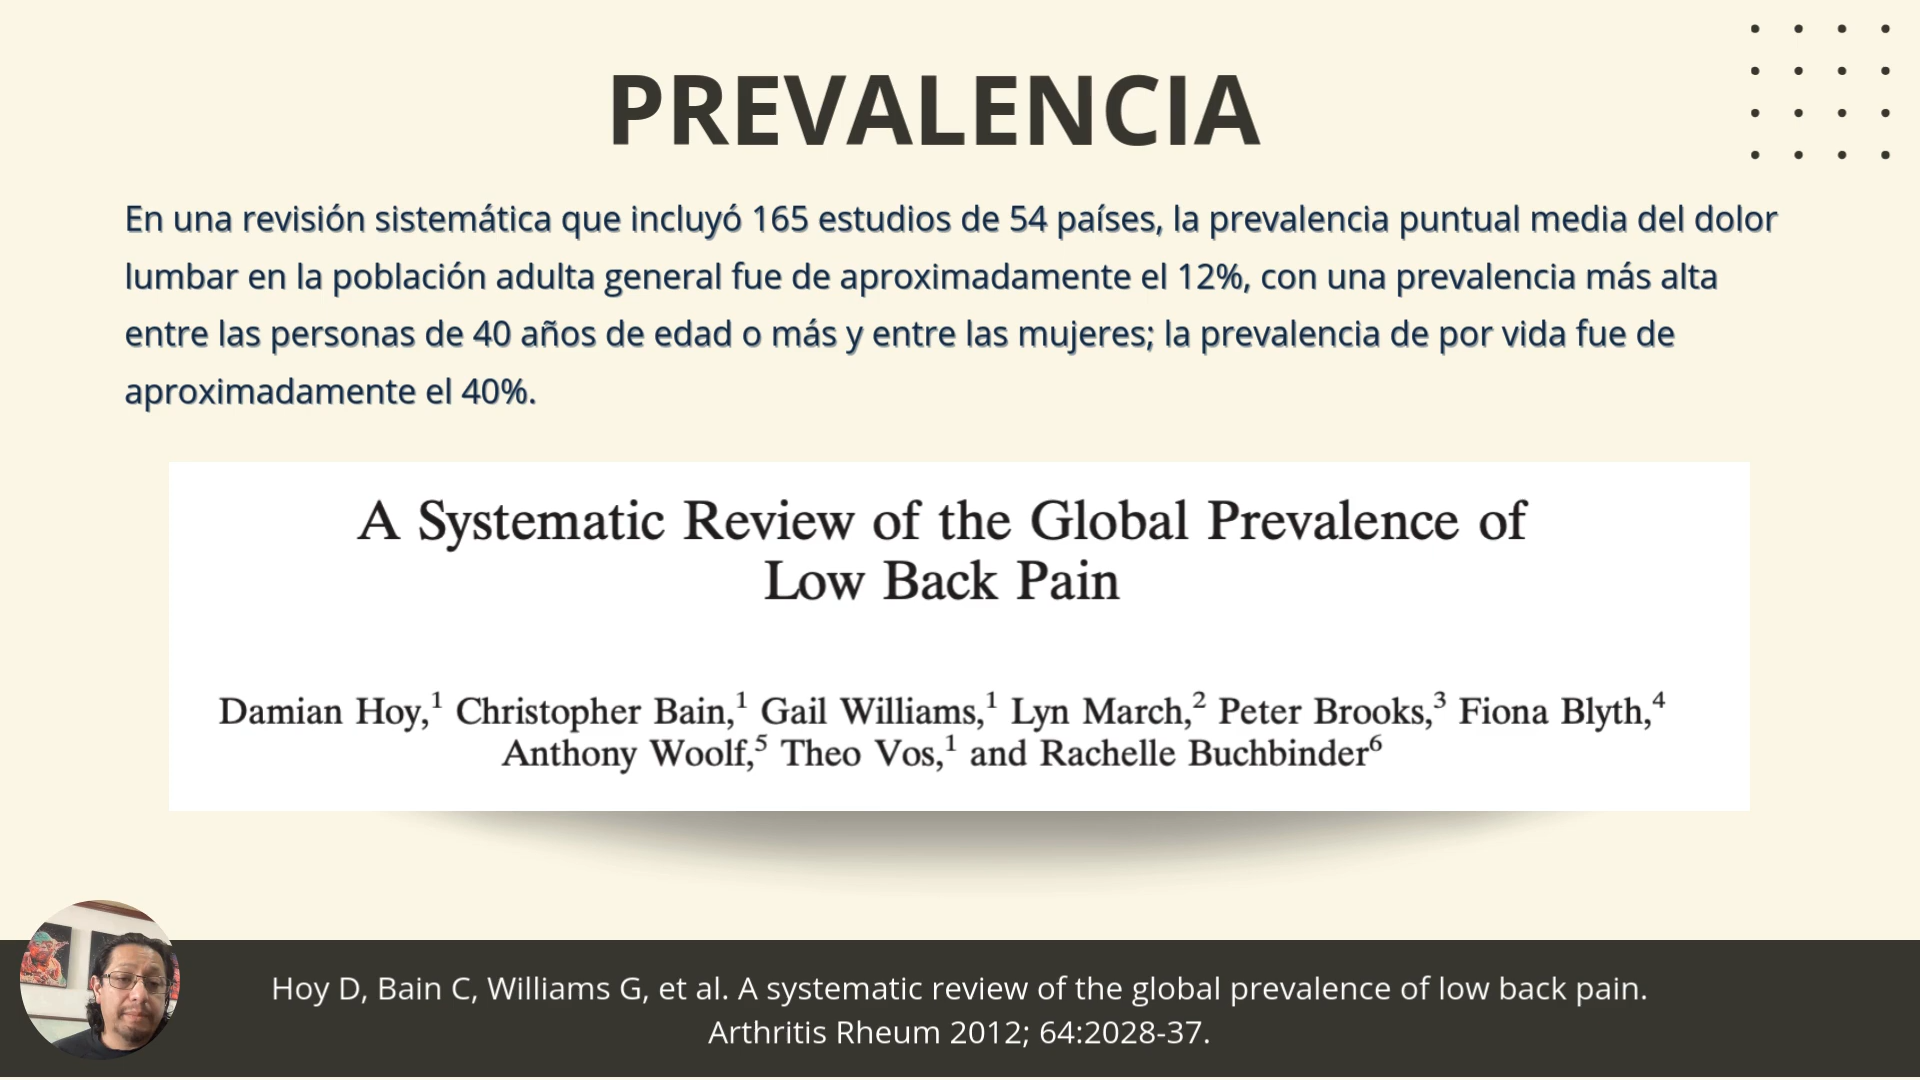 PREVALENCIA
En una revisión sistemática que incluyó 165 estudios de 54 países, la prevalencia puntual media del dolor
lumbar en la población adulta general fue de aproximadamente el 12%, con una prevalencia más alta
entre las personas de 40 años de edad o más y entre las mujeres; la prevalencia de por vida fue de
aproximadamente el 40%.
A Systematic Review of the Global Prevalence of
Low Back Pain
Damian Hoy,¹ Christopher Bain,¹ Gail Williams,¹ Lyn March,² Peter Brooks,³ Fiona Blyth,⁴
Anthony Woolf,⁵ Theo Vos,¹ and Rachelle Buchbinder⁶
Hoy D, Bain C, Williams G, et al. A systematic review of the global prevalence of low back pain.
Arthritis Rheum 2012; 64:2028-37.